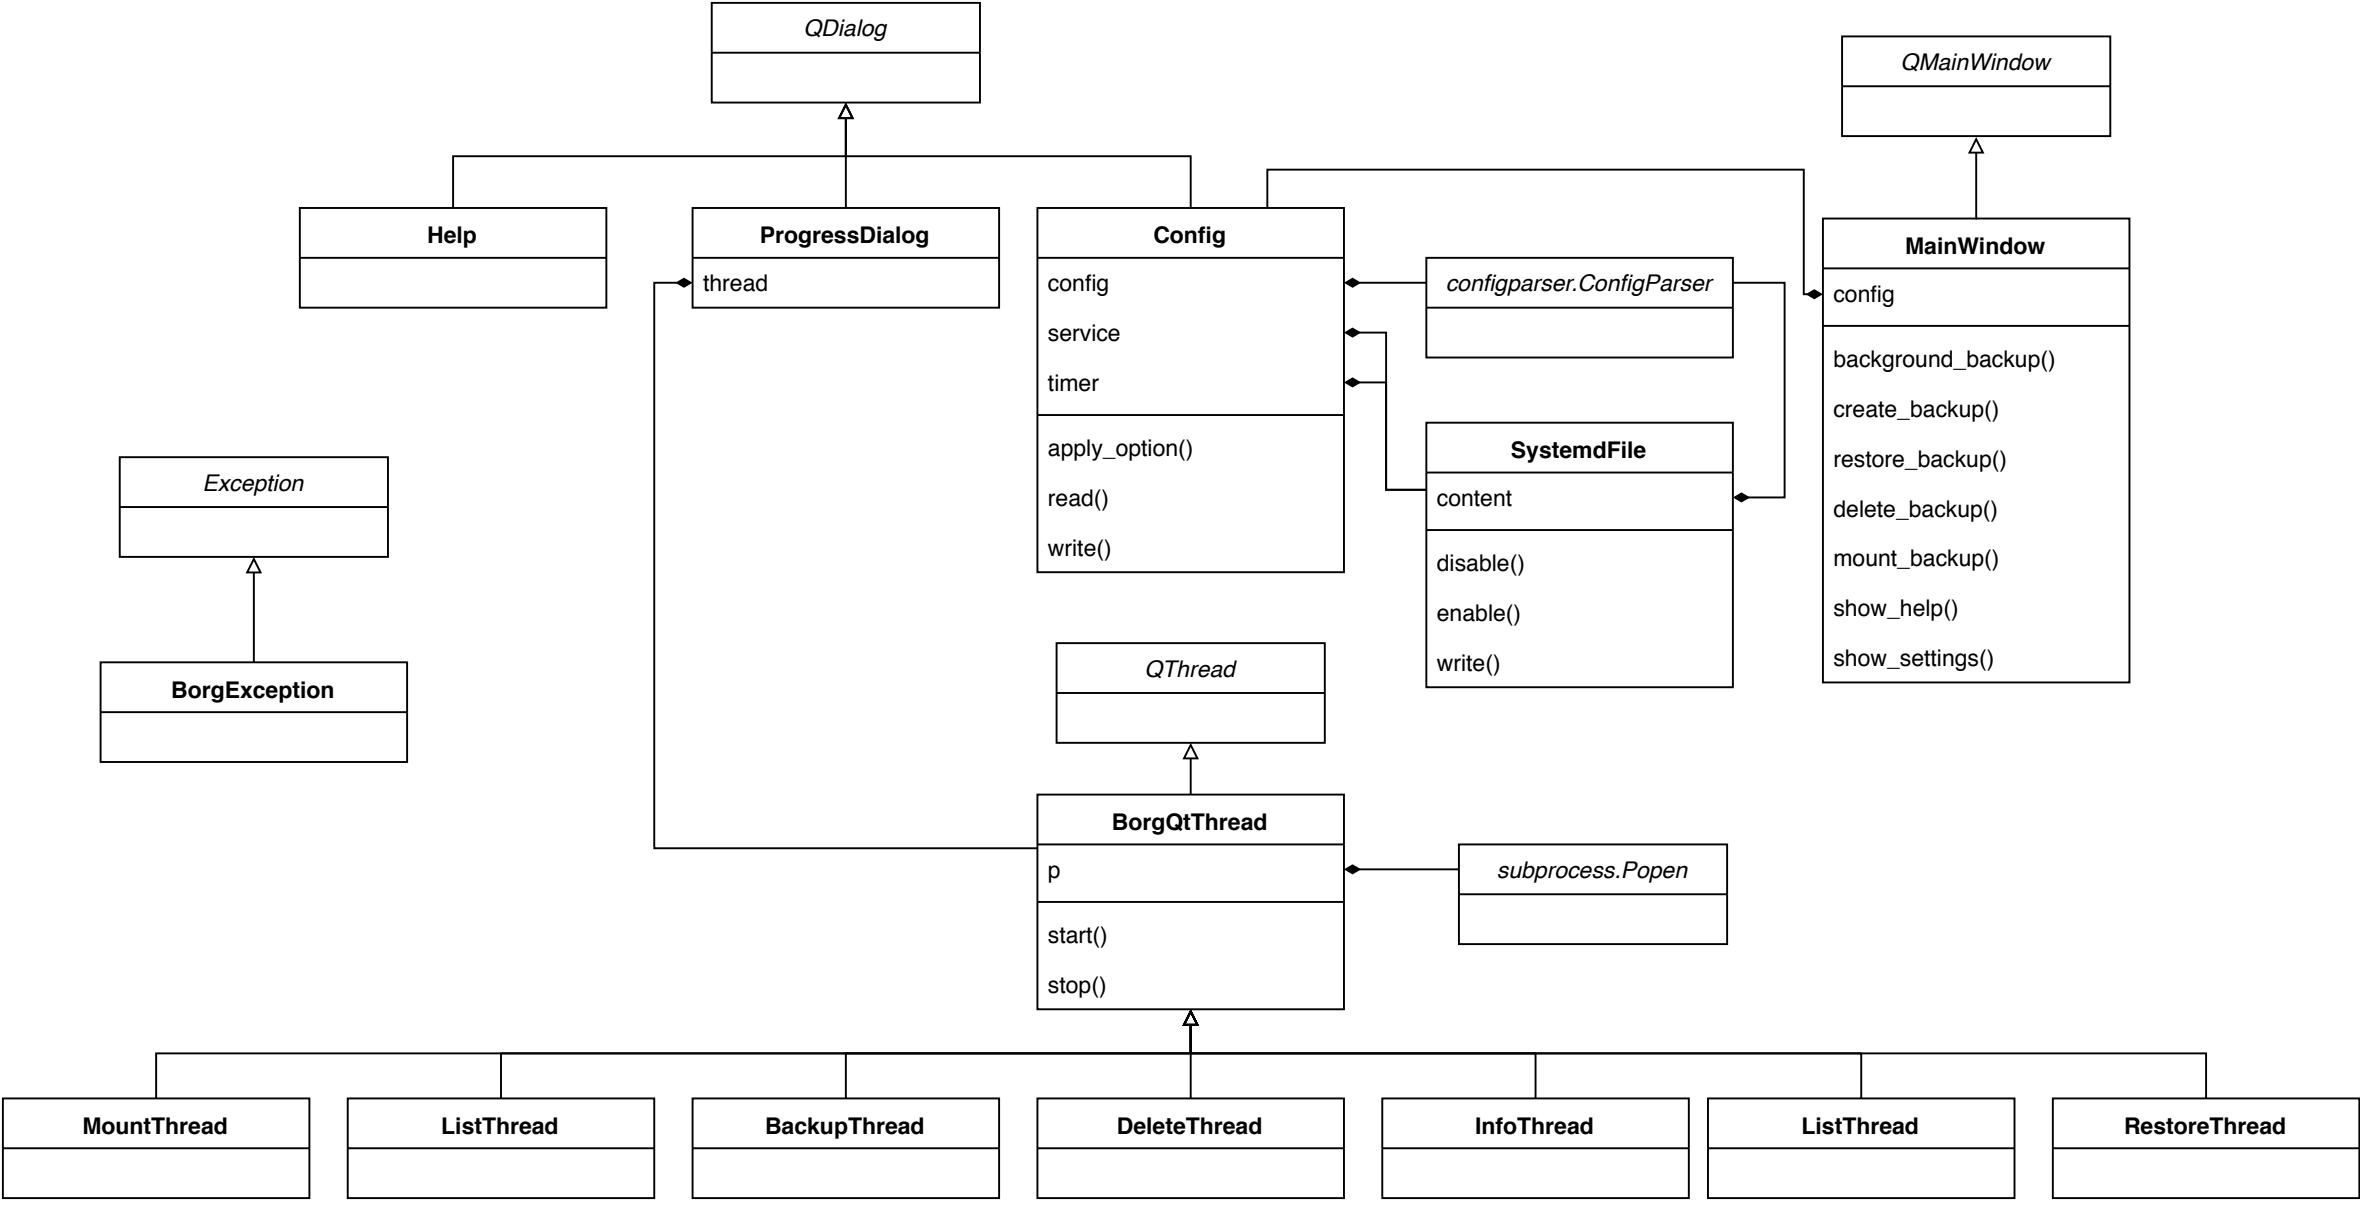 QDialog
QMainWindow
Help
ProgressDialog
thread
Config
config
service
timer
apply_option()
read()
write()
configparser.ConfigParser
MainWindow
config
background_backup()
create_backup()
restore_backup()
delete_backup()
mount_backup()
show_help()
show_settings()
SystemdFile
content
disable()
enable()
write()
Exception
BorgException
QThread
BorgQtThread
p
start()
stop()
subprocess.Popen
MountThread
ListThread
BackupThread
DeleteThread
InfoThread
ListThread
RestoreThread